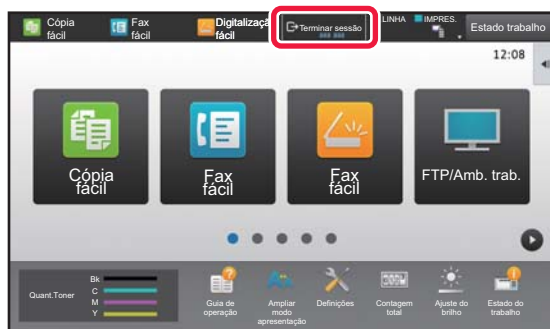 Cópia
fácil
Fax
fácil
Digitalizaçã
fácil
Terminar sessão
LINHA
IMPRES.
Estado trabalho
12:08
Cópia
fácil
Fax
fácil
Fax
fácil
FTP/Amb. trab.
Quant.Toner
Bk
C
M
Y
Guia de
operação
Ampliar
modo
apresentação
Definições
Contagem
total
Ajuste do
brilho
Estado do
trabalho